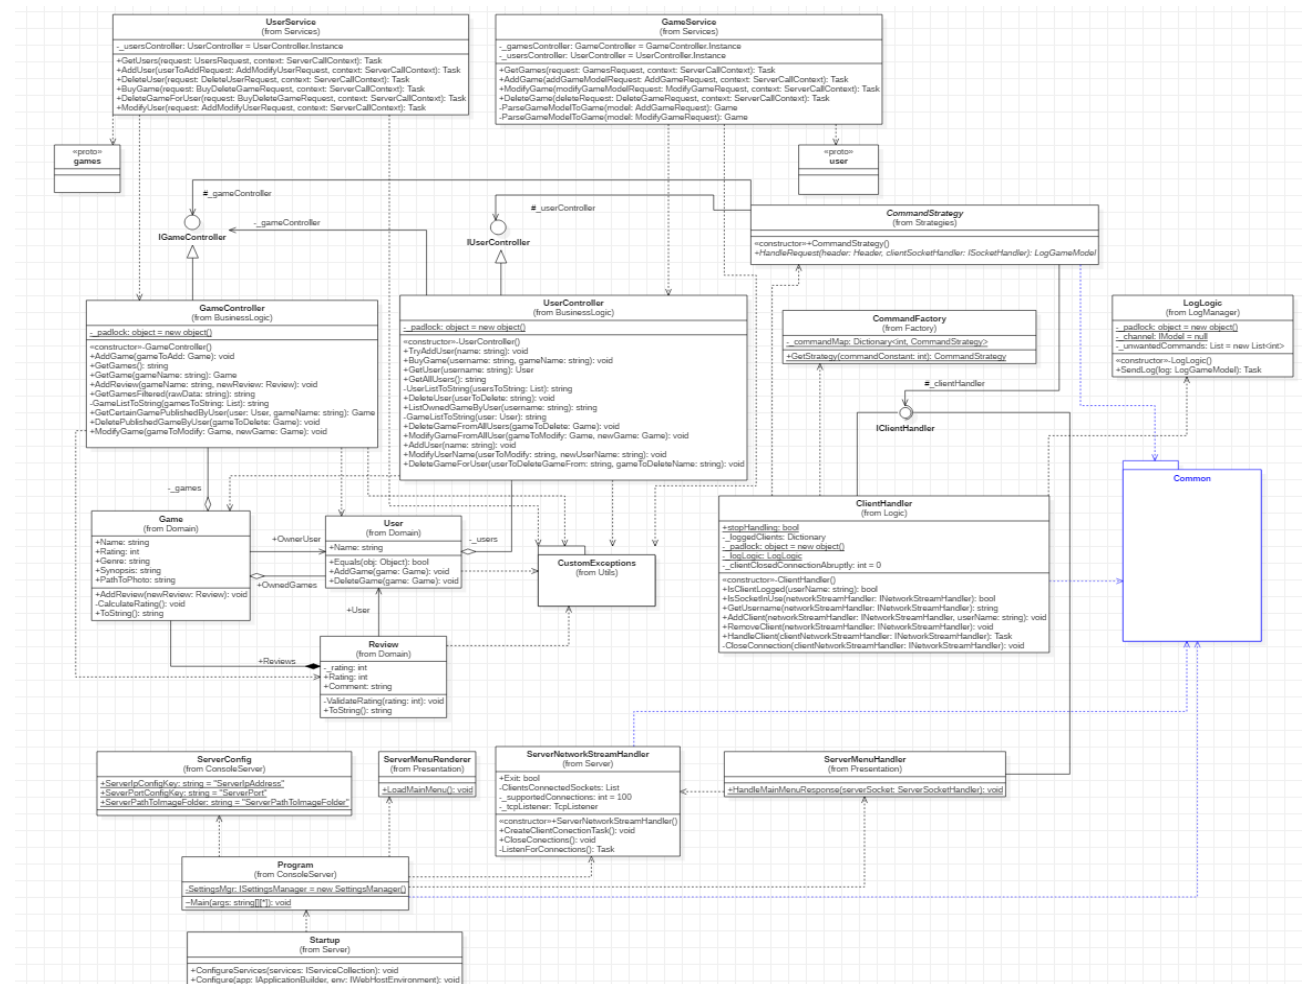 UserService
(from Services)
-_usersController: UserController = UserController.Instance
+GetUsers(request: UsersRequest, context: ServerCallContext): Task
+AddUser(userToAddRequest: AddModifyUserRequest, context: ServerCallContext): Task
+DeleteUser(request: DeleteUserRequest, context: ServerCallContext): Task
+BuyGame(request: BuyDeleteGameRequest, context: ServerCallContext): Task
+DeleteGameForUser(request: BuyDeleteGameRequest, context: ServerCallContext): Task
+ModifyUser(request: AddModifyUserRequest, context: ServerCallContext): Task
GameService
(from Services)
-_gamesController: GameController = GameController.Instance
-_usersController: UserController = UserController.Instance
+GetGames(request: GamesRequest, context: ServerCallContext): Task
+AddGame(addGameModelRequest: AddGameRequest, context: ServerCallContext): Task
+ModifyGame(modifyGameModelRequest: ModifyGameRequest, context: ServerCallContext): Task
+DeleteGame(deleteRequest: DeleteGameRequest, context: ServerCallContext): Task
-ParseGameModelToGame(model: AddGameRequest): Game
-ParseGameModelToGame(model: ModifyGameRequest): Game
«proto»
games
«proto»
user
#_gameController
-_gameController
IGameController
#_userController
IUserController
CommandStrategy
(from Strategies)
«constructor»+CommandStrategy()
+HandleRequest(header: Header, clientSocketHandler: ISocketHandler): LogGameModel
GameController
(from BusinessLogic)
-_padlock: object = new object()
«constructor»-GameController()
+AddGame(gameToAdd: Game): void
+GetGames(): string
+GetGame(gameName: string): Game
+AddReview(gameName: string, newReview: Review): void
+GetGamesFiltered(rawData: string): string
-GameListToString(gamesToString: List): string
+GetCertainGamePublishedByUser(user: User, gameName: string): Game
+DeletePublishedGameByUser(gameToDelete: Game): void
+ModifyGame(gameToModify: Game, newGame: Game): void
UserController
(from BusinessLogic)
-_padlock: object = new object()
«constructor»-UserController()
+TryAddUser(name: string): void
+BuyGame(username: string, gameName: string): void
+GetUser(name: string): User
+GetAllUsers(): string
-UserListToString(usersToString: List): string
+DeleteUser(userToDelete: string): void
+ListOwnedGameByUser(username: string): string
-GameListToString(user: User): string
+DeleteGameFromAllUsers(gameToDelete: Game): void
+ModifyGameFromAllUser(gameToModify: Game, newGame: Game): void
+AddUser(name: string): void
+ModifyUserName(userToModify: string, newUserName: string): void
+DeleteGameForUser(userToDeleteGameFrom: string, gameToDeleteName: string): void
CommandFactory
(from Factory)
-_commandMap: Dictionary<int, CommandStrategy>
+GetStrategy(commandConstant: int): CommandStrategy
LogLogic
(from LogManager)
-_padlock: object = new object()
-_channel: IModel = null
-_unwantedCommands: List = new List<int>
«constructor»-LogLogic()
+SendLog(log: LogGameModel): Task
#_clientHandler
IClientHandler
Common
-_games
Game
(from Domain)
+Name: string
+Rating: int
+Genre: string
+Synopsis: string
+PathToPhoto: string
+AddReview(newReview: Review): void
-CalculateRating(): void
+ToString(): string
+OwnerUser
+OwnedGames
User
(from Domain)
+Name: string
+Equals(obj: Object): bool
+AddGame(game: Game): void
+DeleteGame(game: Game): void
-_users
CustomExceptions
(from Utils)
ClientHandler
(from Logic)
+stopHandling: bool
-_loggedClients: Dictionary
-_padlock: object = new object()
-_logLogic: LogLogic
-_clientClosedConnectionAbruptly: int = 0
«constructor»-ClientHandler()
+IsClientLogged(userName: string): bool
+IsSocketInUse(networkStreamHandler: INetworkStreamHandler): bool
+GetUsername(networkStreamHandler: INetworkStreamHandler): string
+AddClient(networkStreamHandler: INetworkStreamHandler, userName: string): void
+RemoveClient(networkStreamHandler: INetworkStreamHandler): void
+HandleClient(clientNetworkStreamHandler: INetworkStreamHandler): Task
-CloseConnection(clientNetworkStreamHandler: INetworkStreamHandler): void
+User
+Reviews
Review
(from Domain)
-_rating: int
+Rating: int
+Comment: string
-ValidateRating(rating: int): void
+ToString(): string
ServerConfig
(from ConsoleServer)
+ServerIpConfigKey: string = "ServerIpAddress"
+SeverPortConfigKey: string = "ServerPort"
+ServerPathToImageFolder: string = "ServerPathToImageFolder"
ServerMenuRenderer
(from Presentation)
+LoadMainMenu(): void
ServerNetworkStreamHandler
(from Server)
+Exit: bool
-ClientsConnectedSockets: List
-_supportedConnections: int = 100
-_tcpListener: TcpListener
«constructor»+ServerNetworkStreamHandler()
+CreateClientConectionTask(): void
+CloseConections(): void
-ListenForConnections(): Task
ServerMenuHandler
(from Presentation)
+HandleMainMenuResponse(serverSocket: ServerSocketHandler): void
Program
(from ConsoleServer)
-SettingsMgr: ISettingsManager = new SettingsManager()
~Main(args: string[][*]): void
Startup
(from Server)
+ConfigureServices(services: IServiceCollection): void
+Configure(app: IApplicationBuilder, env: IWebHostEnvironment): void